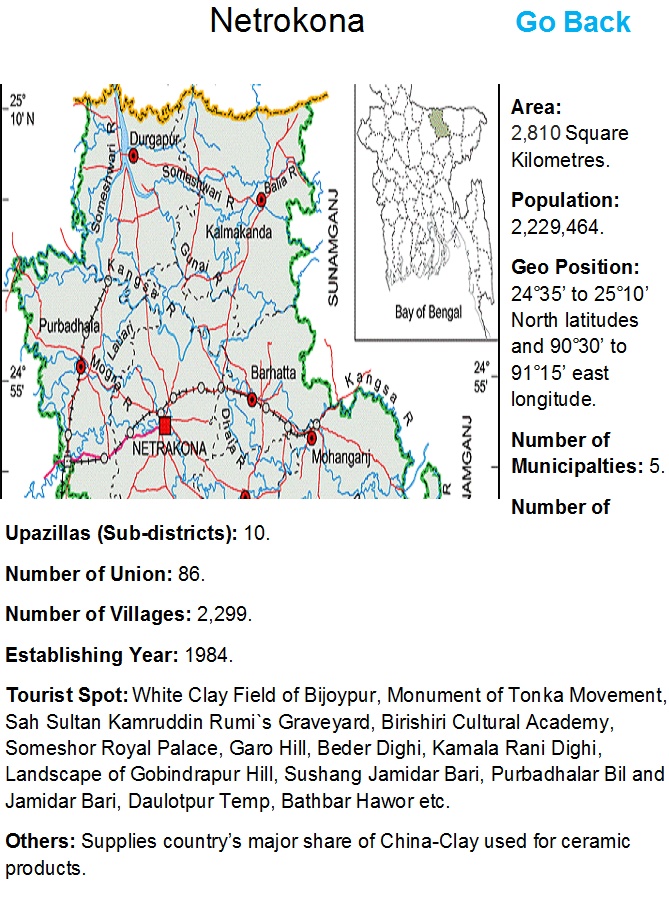 Netrokona
Go Back
25°
10' N
Durgapur
Someshwari R
Someshwari R
Balia R
Kalmakanda
SUNAMGANJ
Gunai R
Kangsa R
Purbadhala
Lauari
Mogra R
24°
55'
Barhatta
Kangsa R
24°
55'
NETRAKONA
Dhala R
Mohanganj
R
JAMGANJ
Bay of Bengal
Area:
2,810 Square
Kilometres.
Population:
2,229,464.
Geo Position:
24°35’ to 25°10’
North latitudes
and 90°30’ to
91°15’ east
longitude.
Number of
Municipalties: 5.
Number of
Upazillas (Sub-districts): 10.
Number of Union: 86.
Number of Villages: 2,299.
Establishing Year: 1984.
Tourist Spot: White Clay Field of Bijoypur, Monument of Tonka Movement,
Sah Sultan Kamruddin Rumi`s Graveyard, Birishiri Cultural Academy,
Someshor Royal Palace, Garo Hill, Beder Dighi, Kamala Rani Dighi,
Landscape of Gobindrapur Hill, Sushang Jamidar Bari, Purbadhalar Bil and
Jamidar Bari, Daulotpur Temp, Bathbar Hawor etc.
Others: Supplies country’s major share of China-Clay used for ceramic
products.